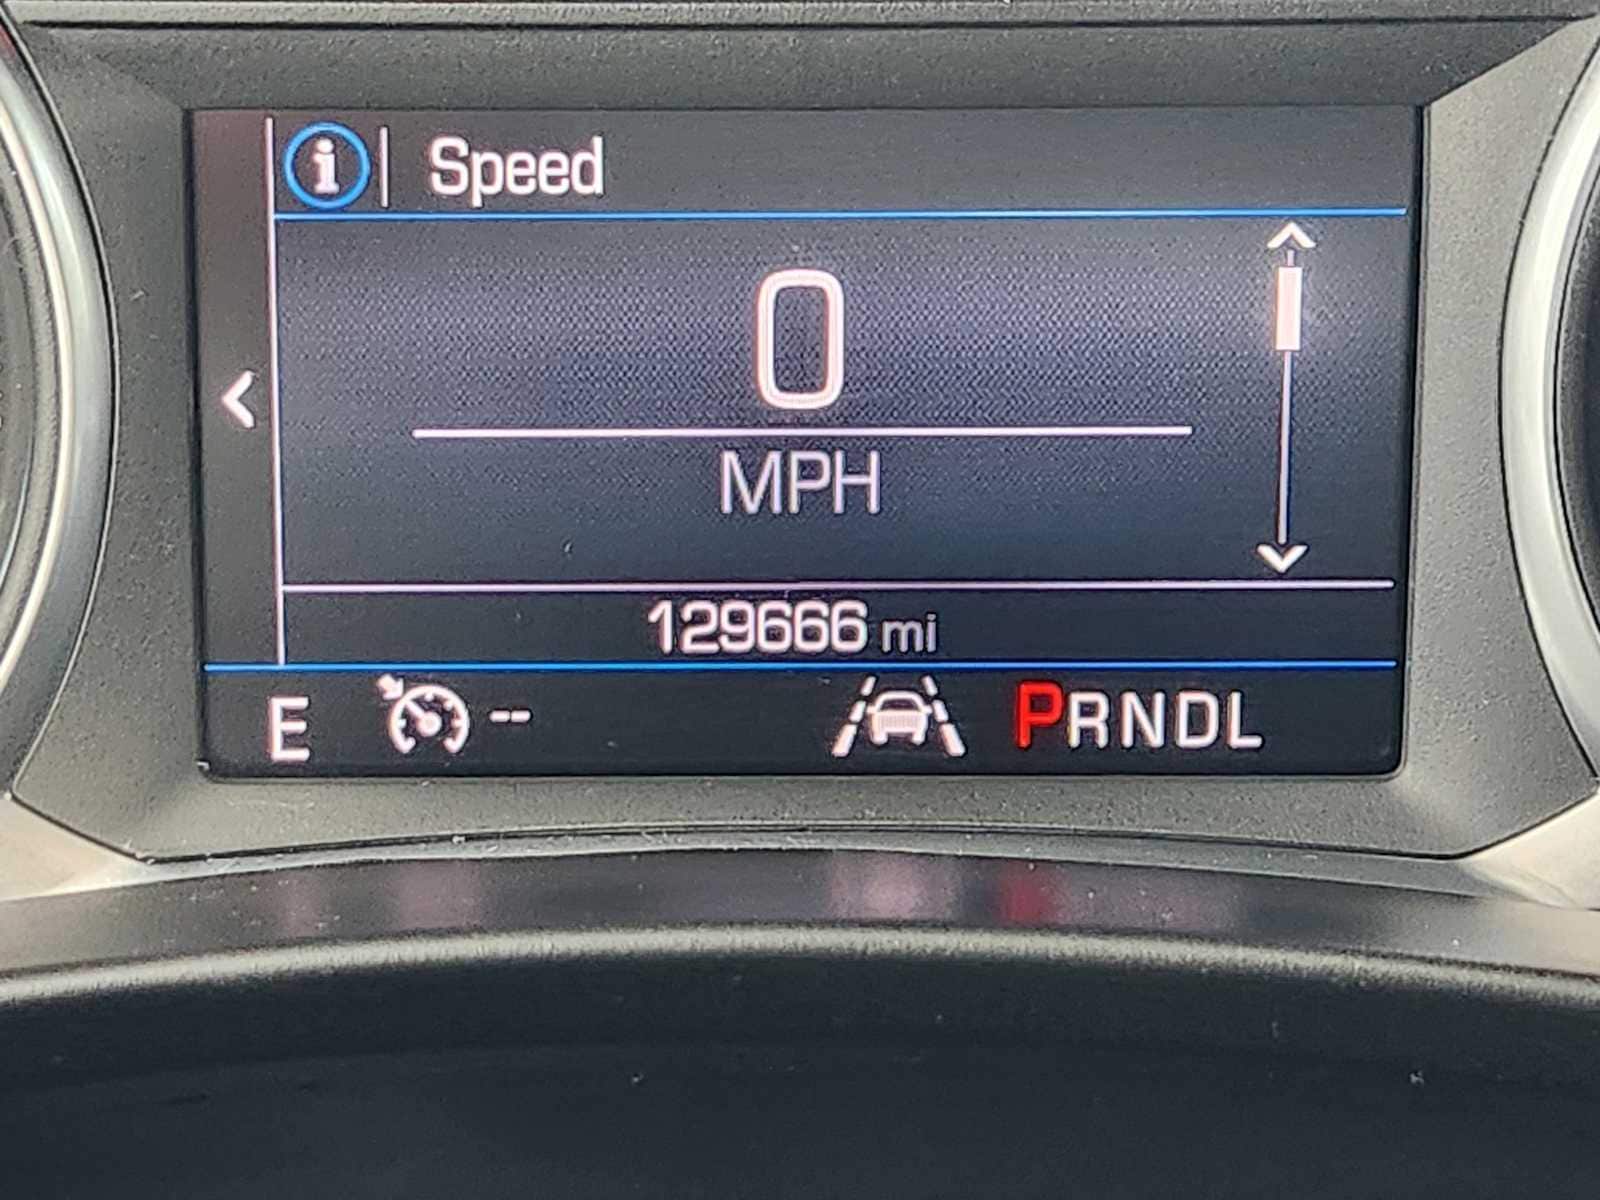 i Speed
0
MPH
129666 mi
E -- PRNDL